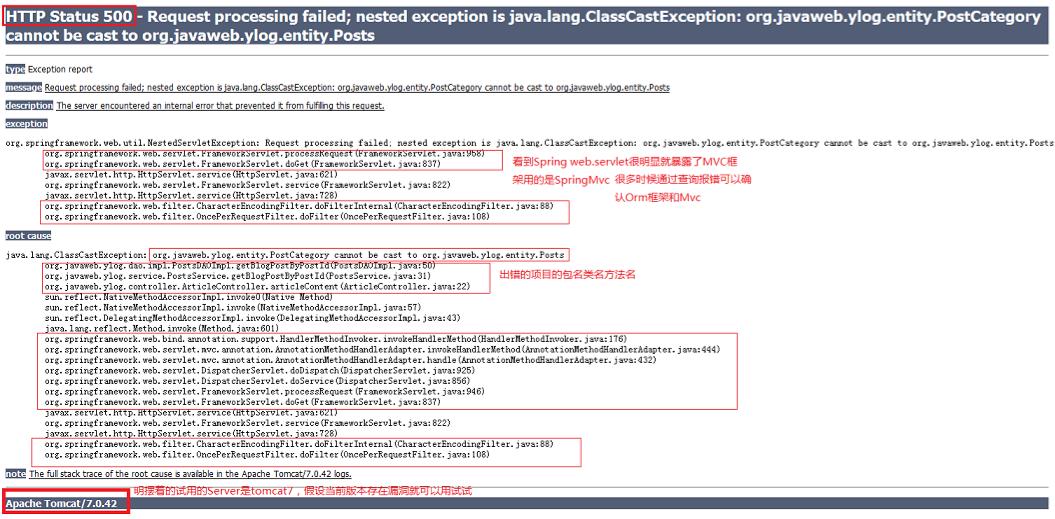 HTTP Status 500 - Request processing failed; nested exception is java.lang.ClassCastException: org.javaweb.ylog.entity.PostCategory
cannot be cast to org.javaweb.ylog.entity.Posts
type Exception report
message Request processing failed; nested exception is java.lang.ClassCastException: org.javaweb.ylog.entity.PostCategory cannot be cast to org.javaweb.ylog.entity.Posts
description The server encountered an internal error that prevented it from fulfilling this request.
exception
org.springframework.web.util.NestedServletException: Request processing failed; nested exception is java.lang.ClassCastException: org.javaweb.ylog.entity.PostCategory cannot be cast to org.javaweb.ylog.entity.Posts
org.springframework.web.servlet.FrameworkServlet.processRequest(FrameworkServlet.java:968)
org.springframework.web.servlet.FrameworkServlet.doGet(FrameworkServlet.java:837)
javax.servlet.http.HttpServlet.service(HttpServlet.java:621)
org.springframework.web.servlet.FrameworkServlet.service(FrameworkServlet.java:822)
javax.servlet.http.HttpServlet.service(HttpServlet.java:728)
org.springframework.web.filter.CharacterEncodingFilter.doFilterInternal(CharacterEncodingFilter.java:88)
org.springframework.web.filter.OncePerRequestFilter.doFilter(OncePerRequestFilter.java:108)
看到Spring web.servlet很明显就暴露了MVC框
架用的是SpringMvc 很多时候通过查询报错可以确
认Orm框架和Mvc
root cause
java.lang.ClassCastException: org.javaweb.ylog.entity.PostCategory cannot be cast to org.javaweb.ylog.entity.Posts
org.javaweb.ylog.dao.impl.PostsDAOImpl.getBlogPostByPostId(PostsDAOImpl.java:50)
org.javaweb.ylog.service.PostsService.getBlogPostByPostId(PostsService.java:31)
org.javaweb.ylog.controller.ArticleController.articleContent(ArticleController.java:22)
出错的项目的包名类名方法名
sun.reflect.NativeMethodAccessorImpl.invoke0(Native Method)
sun.reflect.NativeMethodAccessorImpl.invoke(NativeMethodAccessorImpl.java:57)
sun.reflect.DelegatingMethodAccessorImpl.invoke(DelegatingMethodAccessorImpl.java:43)
java.lang.reflect.Method.invoke(Method.java:601)
org.springframework.web.bind.annotation.support.HandlerMethodInvoker.invokeHandlerMethod(HandlerMethodInvoker.java:176)
org.springframework.web.servlet.mvc.annotation.AnnotationMethodHandlerAdapter.invokeHandlerMethod(AnnotationMethodHandlerAdapter.java:444)
org.springframework.web.servlet.mvc.annotation.AnnotationMethodHandlerAdapter.handle(AnnotationMethodHandlerAdapter.java:432)
org.springframework.web.servlet.DispatcherServlet.doDispatch(DispatcherServlet.java:925)
org.springframework.web.servlet.DispatcherServlet.doService(DispatcherServlet.java:856)
org.springframework.web.servlet.FrameworkServlet.processRequest(FrameworkServlet.java:946)
org.springframework.web.servlet.FrameworkServlet.doGet(FrameworkServlet.java:837)
javax.servlet.http.HttpServlet.service(HttpServlet.java:621)
org.springframework.web.servlet.FrameworkServlet.service(FrameworkServlet.java:822)
javax.servlet.http.HttpServlet.service(HttpServlet.java:728)
org.springframework.web.filter.CharacterEncodingFilter.doFilterInternal(CharacterEncodingFilter.java:88)
org.springframework.web.filter.OncePerRequestFilter.doFilter(OncePerRequestFilter.java:108)
note The full stack trace of the root cause is available in the Apache Tomcat/7.0.42 logs.
明摆着的试用的Server是tomcat7，假设当前版本存在漏洞就可以用试试
Apache Tomcat/7.0.42